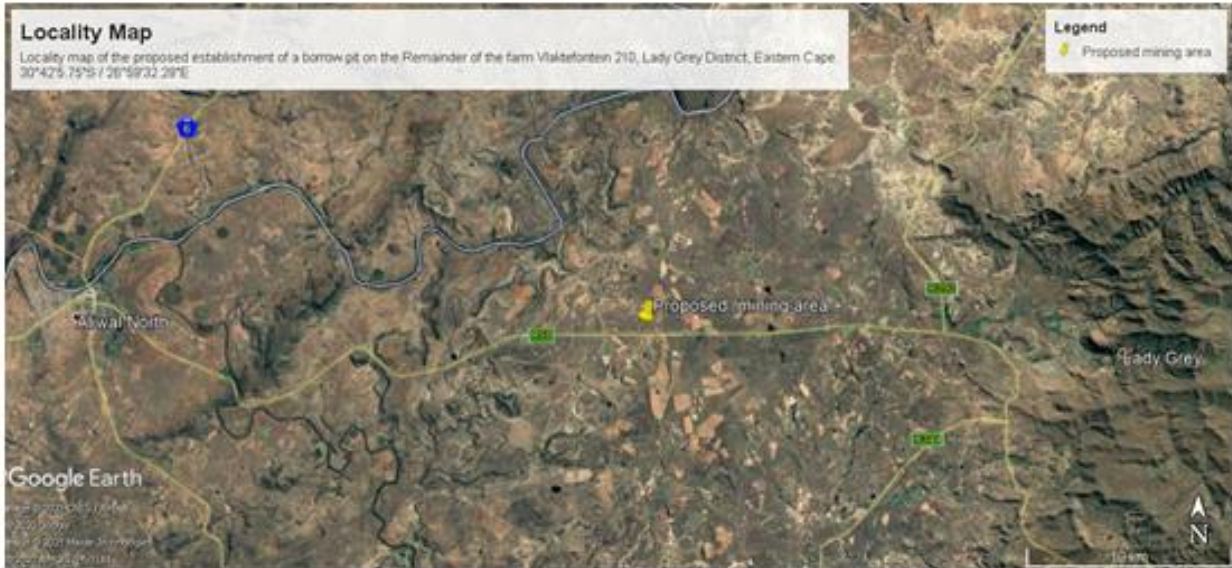 Locality Map
Locality map of the proposed establishment of a borrow pit on the Remainder of the farm Vlaktefontein 210, Lady Grey District, Eastern Cape
30°42'5.75"S / 26°59'32.28"E
Legend
Proposed mining area
Proposed mining area
Aliwal North
Lady Grey
Google Earth
N